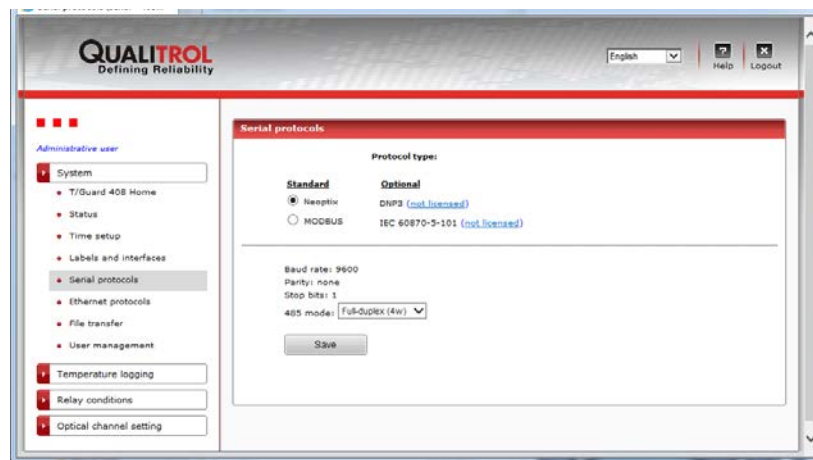 QUALITROL
Defining Reliability
English
Help
Logout
Administrative user
System
T/Guard 408 Home
Status
Time setup
Labels and interfaces
Serial protocols
Ethernet protocols
File transfer
User management
Temperature logging
Relay conditions
Optical channel setting
Serial protocols
Protocol type:
Standard Optional
Neoptix DNP3 (not licensed)
MODBUS IEC 60870-5-101 (not licensed)
Baud rate: 9600
Parity: none
Stop bits: 1
485 mode: Full-duplex (4w)
Save